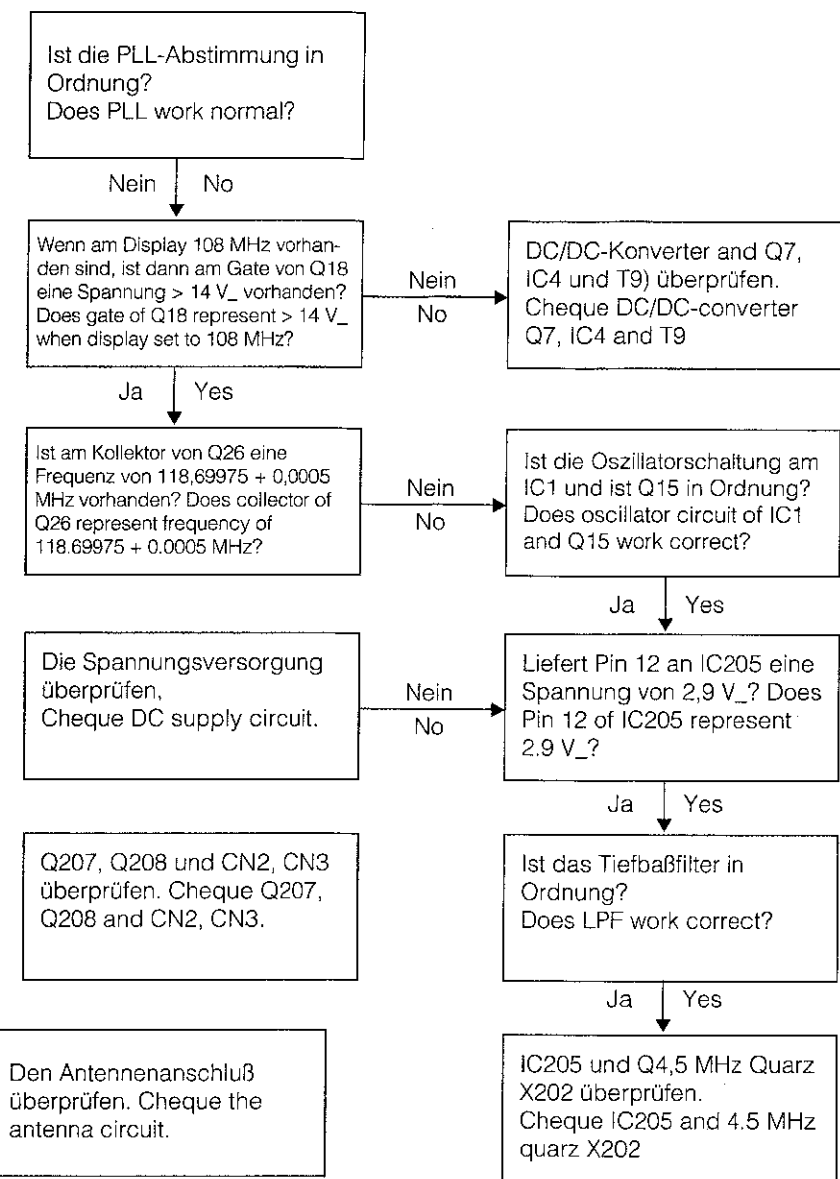 Ist die PLL-Abstimmung in
Ordnung?
Does PLL work normal?
Nein No
Wenn am Display 108 MHz vorhan-
den sind, ist dann am Gate von Q18
eine Spannung > 14 V_ vorhanden?
Does gate of Q18 represent > 14 V_
when display set to 108 MHz?
Nein
No
DC/DC-Konverter and Q7,
IC4 und T9) überprüfen.
Cheque DC/DC-converter
Q7, IC4 and T9
Ja Yes
Ist am Kollektor von Q26 eine
Frequenz von 118,69975 + 0,0005
MHz vorhanden? Does collector of
Q26 represent frequency of
118.69975 + 0.0005 MHz?
Nein
No
Ist die Oszillatorschaltung am
IC1 und ist Q15 in Ordnung?
Does oscillator circuit of IC1
and Q15 work correct?
Ja Yes
Die Spannungsversorgung
überprüfen,
Cheque DC supply circuit.
Nein
No
Liefert Pin 12 an IC205 eine
Spannung von 2,9 V_? Does
Pin 12 of IC205 represent
2.9 V_?
Ja Yes
Q207, Q208 und CN2, CN3
überprüfen. Cheque Q207,
Q208 and CN2, CN3.
Ist das Tiefbaßfilter in
Ordnung?
Does LPF work correct?
Ja Yes
Den Antennenanschluß
überprüfen. Cheque the
antenna circuit.
IC205 und Q4,5 MHz Quarz
X202 überprüfen.
Cheque IC205 and 4.5 MHz
quarz X202